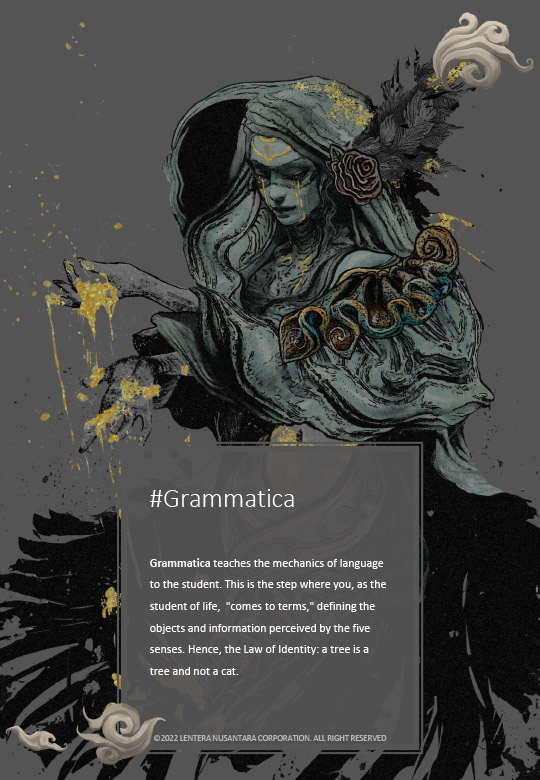 #Grammatica
Grammatica teaches the mechanics of language
to the student. This is the step where you, as the
student of life,  "comes to terms," defining the
objects and information perceived by the five
senses. Hence, the Law of Identity: a tree is a
tree and not a cat.
©2022 LENTERA NUSANTARA CORPORATION. ALL RIGHT RESERVED